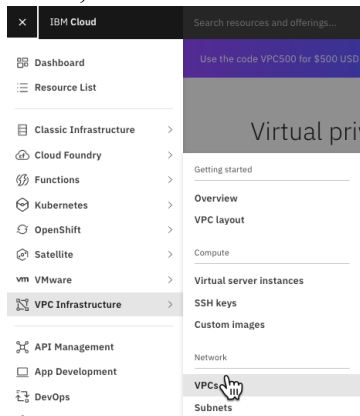 IBM Cloud
Search resources and offerings...
Use the code VPC500 for $500 USD
Virtual pri
Dashboard
Resource List
Classic Infrastructure
Cloud Foundry
Functions
Kubernetes
OpenShift
Satellite
vm VMware
VPC Infrastructure
API Management
App Development
DevOps
Getting started
Overview
VPC layout
Compute
Virtual server instances
SSH keys
Custom images
Network
VPCs
Subnets